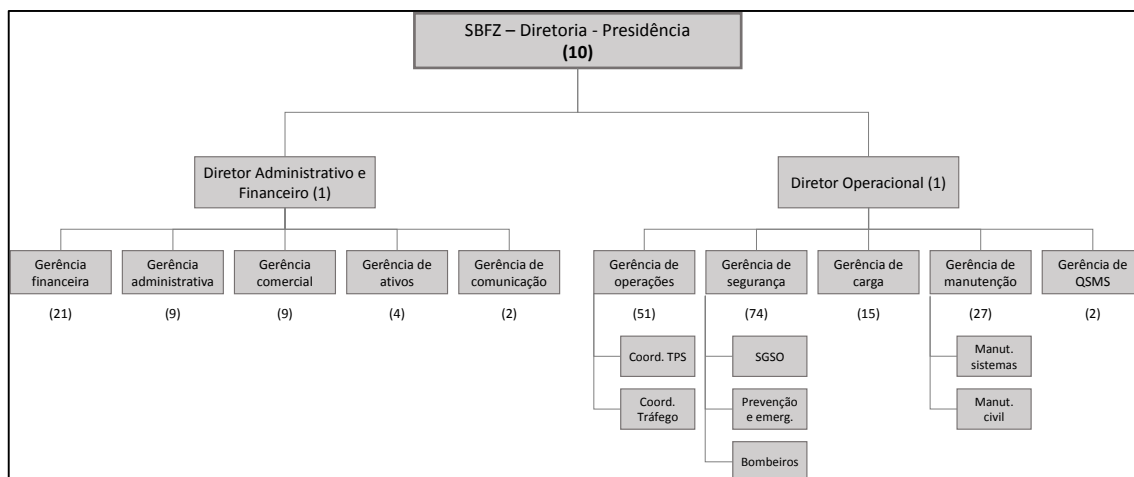 SBFZ – Diretoria - Presidência
(10)
Diretor Administrativo e
Financeiro (1)
Diretor Operacional (1)
Gerência
financeira
Gerência
administrativa
Gerência
comercial
Gerência de
ativos
Gerência de
comunicação
Gerência de
operações
Gerência de
segurança
Gerência de
carga
Gerência de
manutenção
Gerência de
QSMS
(21)
(9)
(9)
(4)
(2)
(51)
(74)
(15)
(27)
(2)
Coord. TPS
SGSO
Manut.
sistemas
Coord.
Tráfego
Prevenção
e emerg.
Manut.
civil
Bombeiros